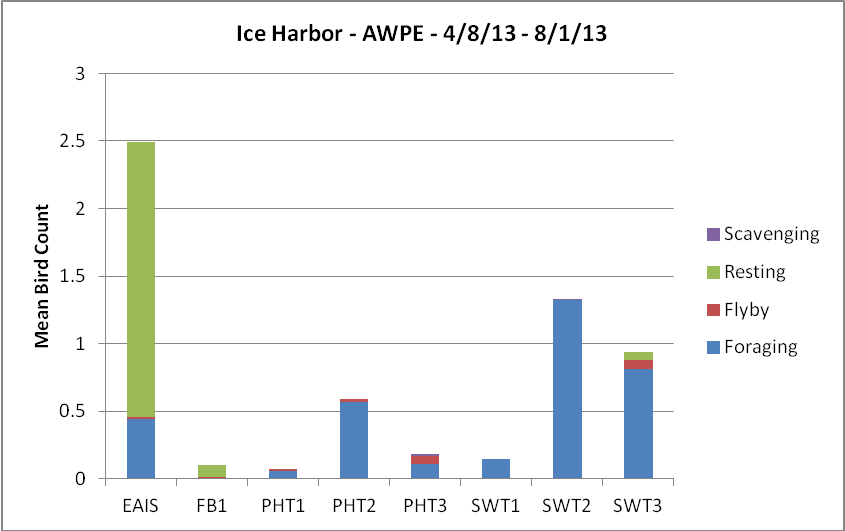 Ice Harbor - AWPE - 4/8/13 - 8/1/13
Mean Bird Count
3
2.5
2
1.5
1
0.5
0
EAIS FB1 PHT1 PHT2 PHT3 SWT1 SWT2 SWT3
Scavenging
Resting
Flyby
Foraging